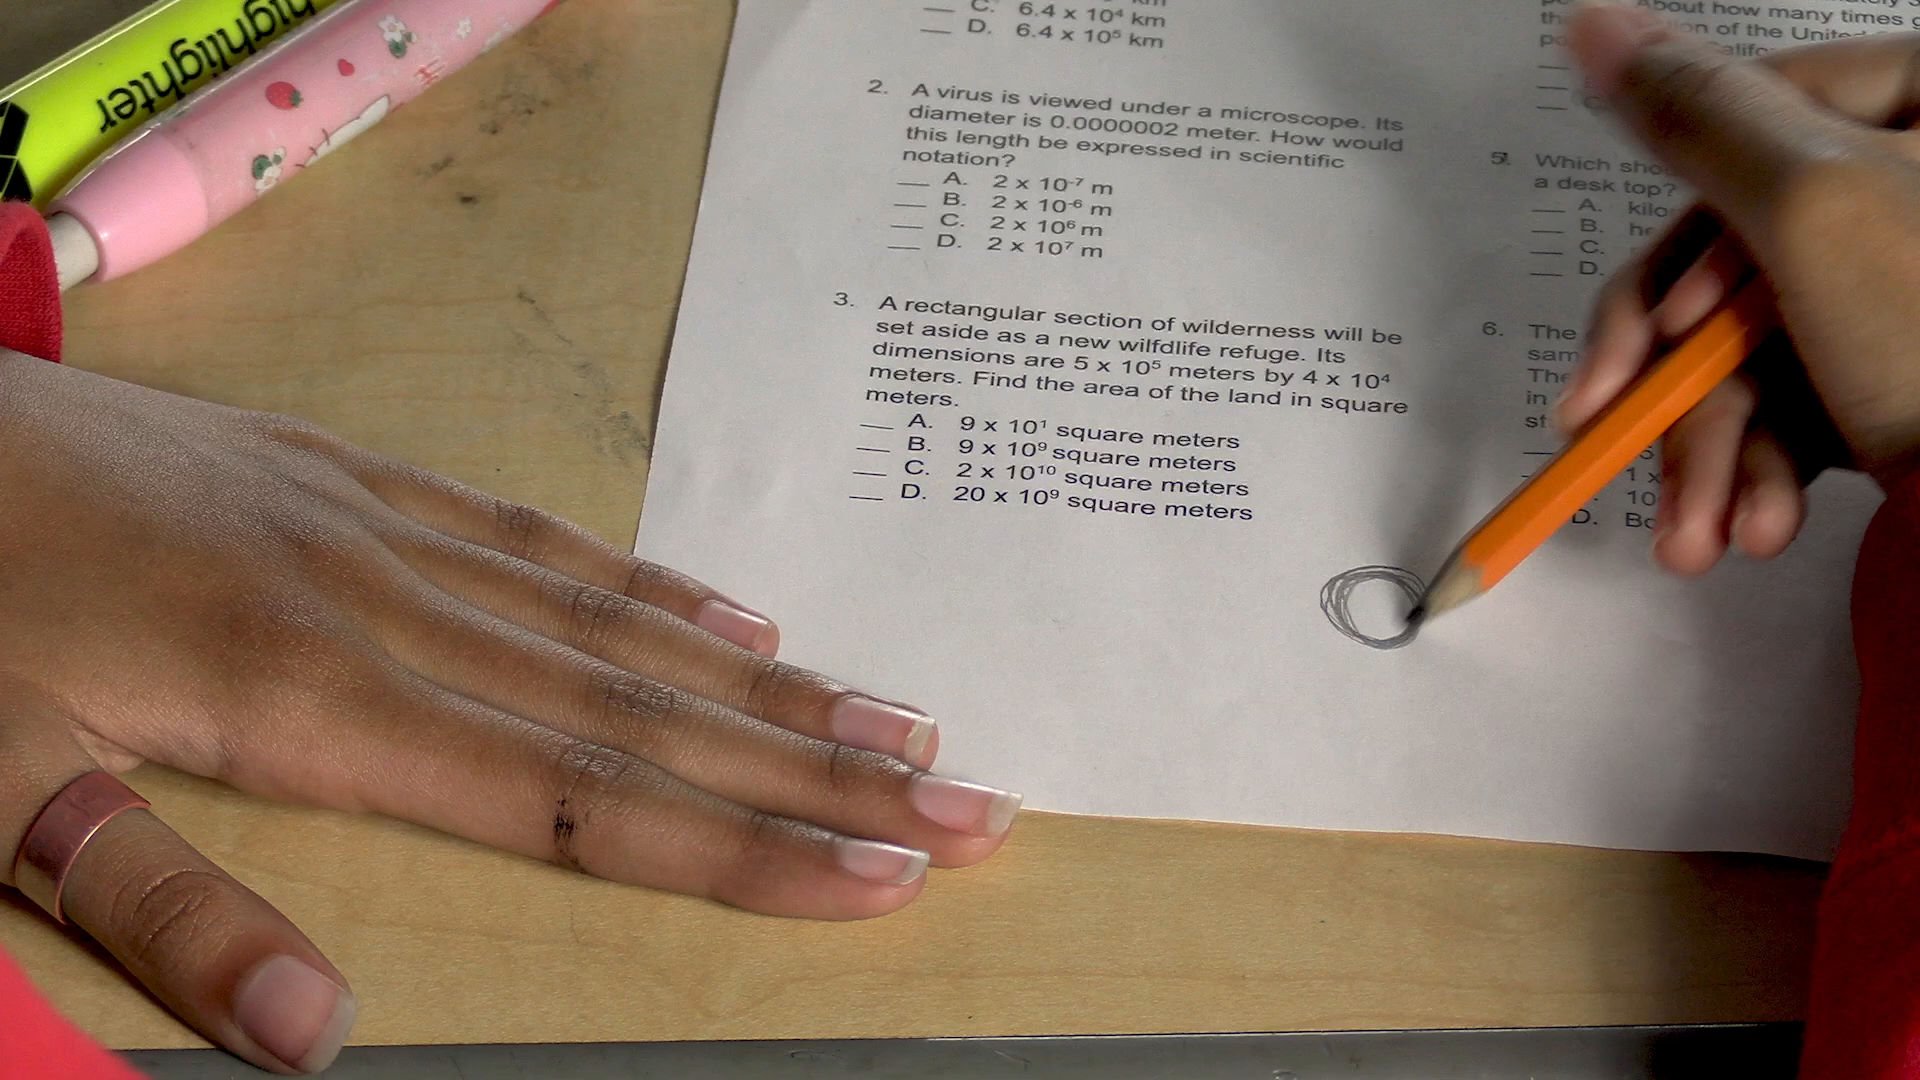 highlighter
km
C. 6.4 x 10⁴ km
D. 6.4 x 10⁵ km
2. A virus is viewed under a microscope. Its
diameter is 0.0000002 meter. How would
this length be expressed in scientific
notation?
A. 2 x 10⁻⁷ m
B. 2 x 10⁻⁶ m
C. 2 x 10⁶ m
D. 2 x 10⁷ m
3. A rectangular section of wilderness will be
set aside as a new wilfdlife refuge. Its
dimensions are 5 x 10⁵ meters by 4 x 10⁴
meters. Find the area of the land in square
meters.
A. 9 x 10¹ square meters
B. 9 x 10⁹ square meters
C. 2 x 10¹⁰ square meters
D. 20 x 10⁹ square meters
About how many times
of the
5. Which
a desk top?
A. kilo
B.
C.
D.
6. The
in
1 x
10
D.